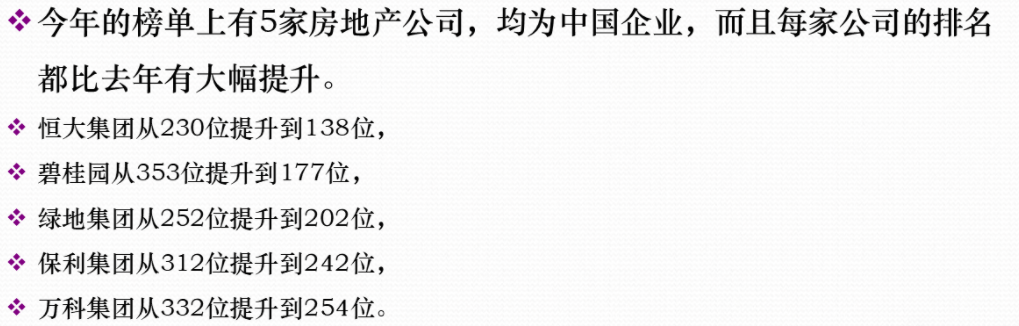 今年的榜单上有5家房地产公司，均为中国企业，而且每家公司的排名
都比去年有大幅提升。
恒大集团从230位提升到138位，
碧桂园从353位提升到177位，
绿地集团从252位提升到202位，
保利集团从312位提升到242位，
万科集团从332位提升到254位。